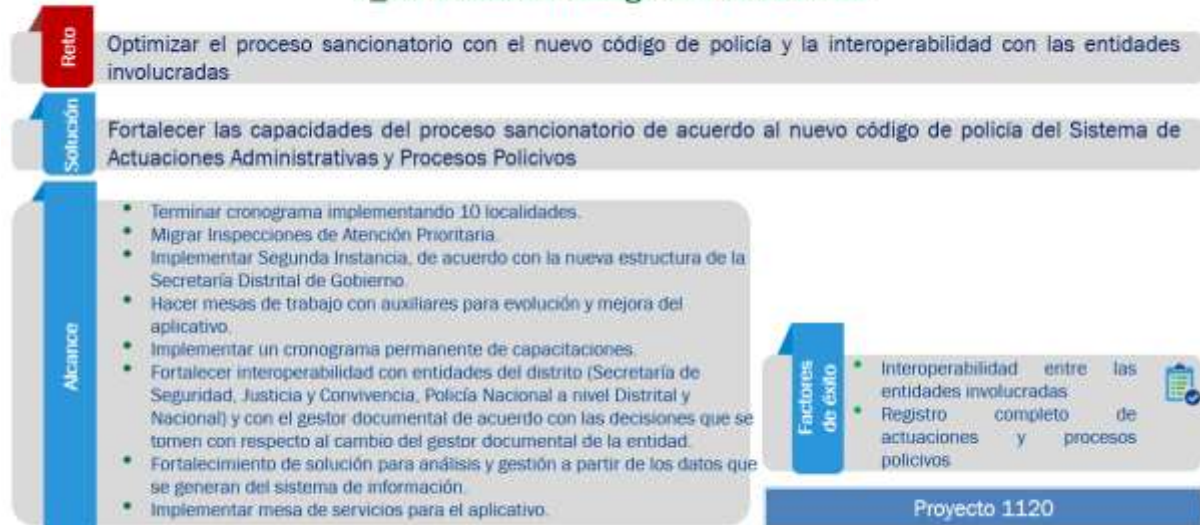 Reto
Optimizar el proceso sancionatorio con el nuevo código de policía y la interoperabilidad con las entidades
involucradas
Solución
Fortalecer las capacidades del proceso sancionatorio de acuerdo al nuevo código de policía del Sistema de
Actuaciones Administrativas y Procesos Policivos
Alcance
• Terminar cronograma implementando 10 localidades.
• Migrar Inspecciones de Atención Prioritaria.
• Implementar Segunda Instancia, de acuerdo con la nueva estructura de la
Secretaría Distrital de Gobierno.
• Hacer mesas de trabajo con auxiliares para evolución y mejora del
aplicativo.
• Implementar un cronograma permanente de capacitaciones.
• Fortalecer interoperabilidad con entidades del distrito (Secretaría de
Seguridad, Justicia y Convivencia, Policía Nacional a nivel Distrital y
Nacional) y con el gestor documental de acuerdo con las decisiones que se
tomen con respecto al cambio del gestor documental de la entidad.
• Fortalecimiento de solución para análisis y gestión a partir de los datos que
se generan del sistema de información.
• Implementar mesa de servicios para el aplicativo.
Factores
de éxito
• Interoperabilidad entre las
entidades involucradas
• Registro completo de
actuaciones y procesos
policivos
Proyecto 1120